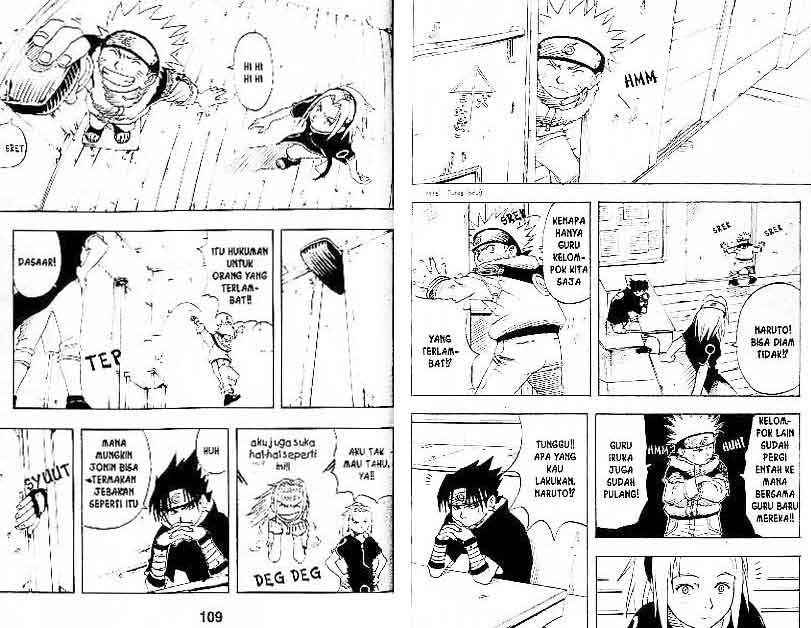 HMM
SREK
SREK
NARUTO!
BISA DIAM
TIDAK!?
SREK
KENAPA
HANYA
GURU
KELOM-
POK KITA
SAJA
YANG
TERLAM-
BAT!?
KELOM-
POK LAIN
SUDAH
PERGI
ENTAH KE
MANA
BERSAMA
GURU BARU
MEREKA!!
HMM
GURU
IRUKA
JUGA
SUDAH
PULANG!
TUNGGU!!
APA YANG
KAU
LAKUKAN,
NARUTO!?
HI HI
HI HI
SRET
ITU HUKUMAN
UNTUK
ORANG YANG
TERLAM-
BAT!!
DASAAR!
TEP
AKU TAK
MAU TAHU,
YA!!
aku juga suka
hal-hal seperti
ini!!
DEG DEG
HUH
MANA
MUNGKIN
JONIN BISA
TERMAKAN
JEBAKAN
SEPERTI ITU
SYUUT
109